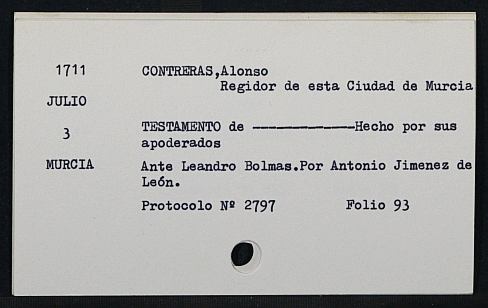 1711 CONTRERAS,Alonso
Regidor de esta Ciudad de Murcia
JULIO
3 TESTAMENTO de ---------------Hecho por sus
apoderados
MURCIA Ante Leandro Bolmas.Por Antonio Jimenez de
León.
Protocolo Nº 2797 Folio 93